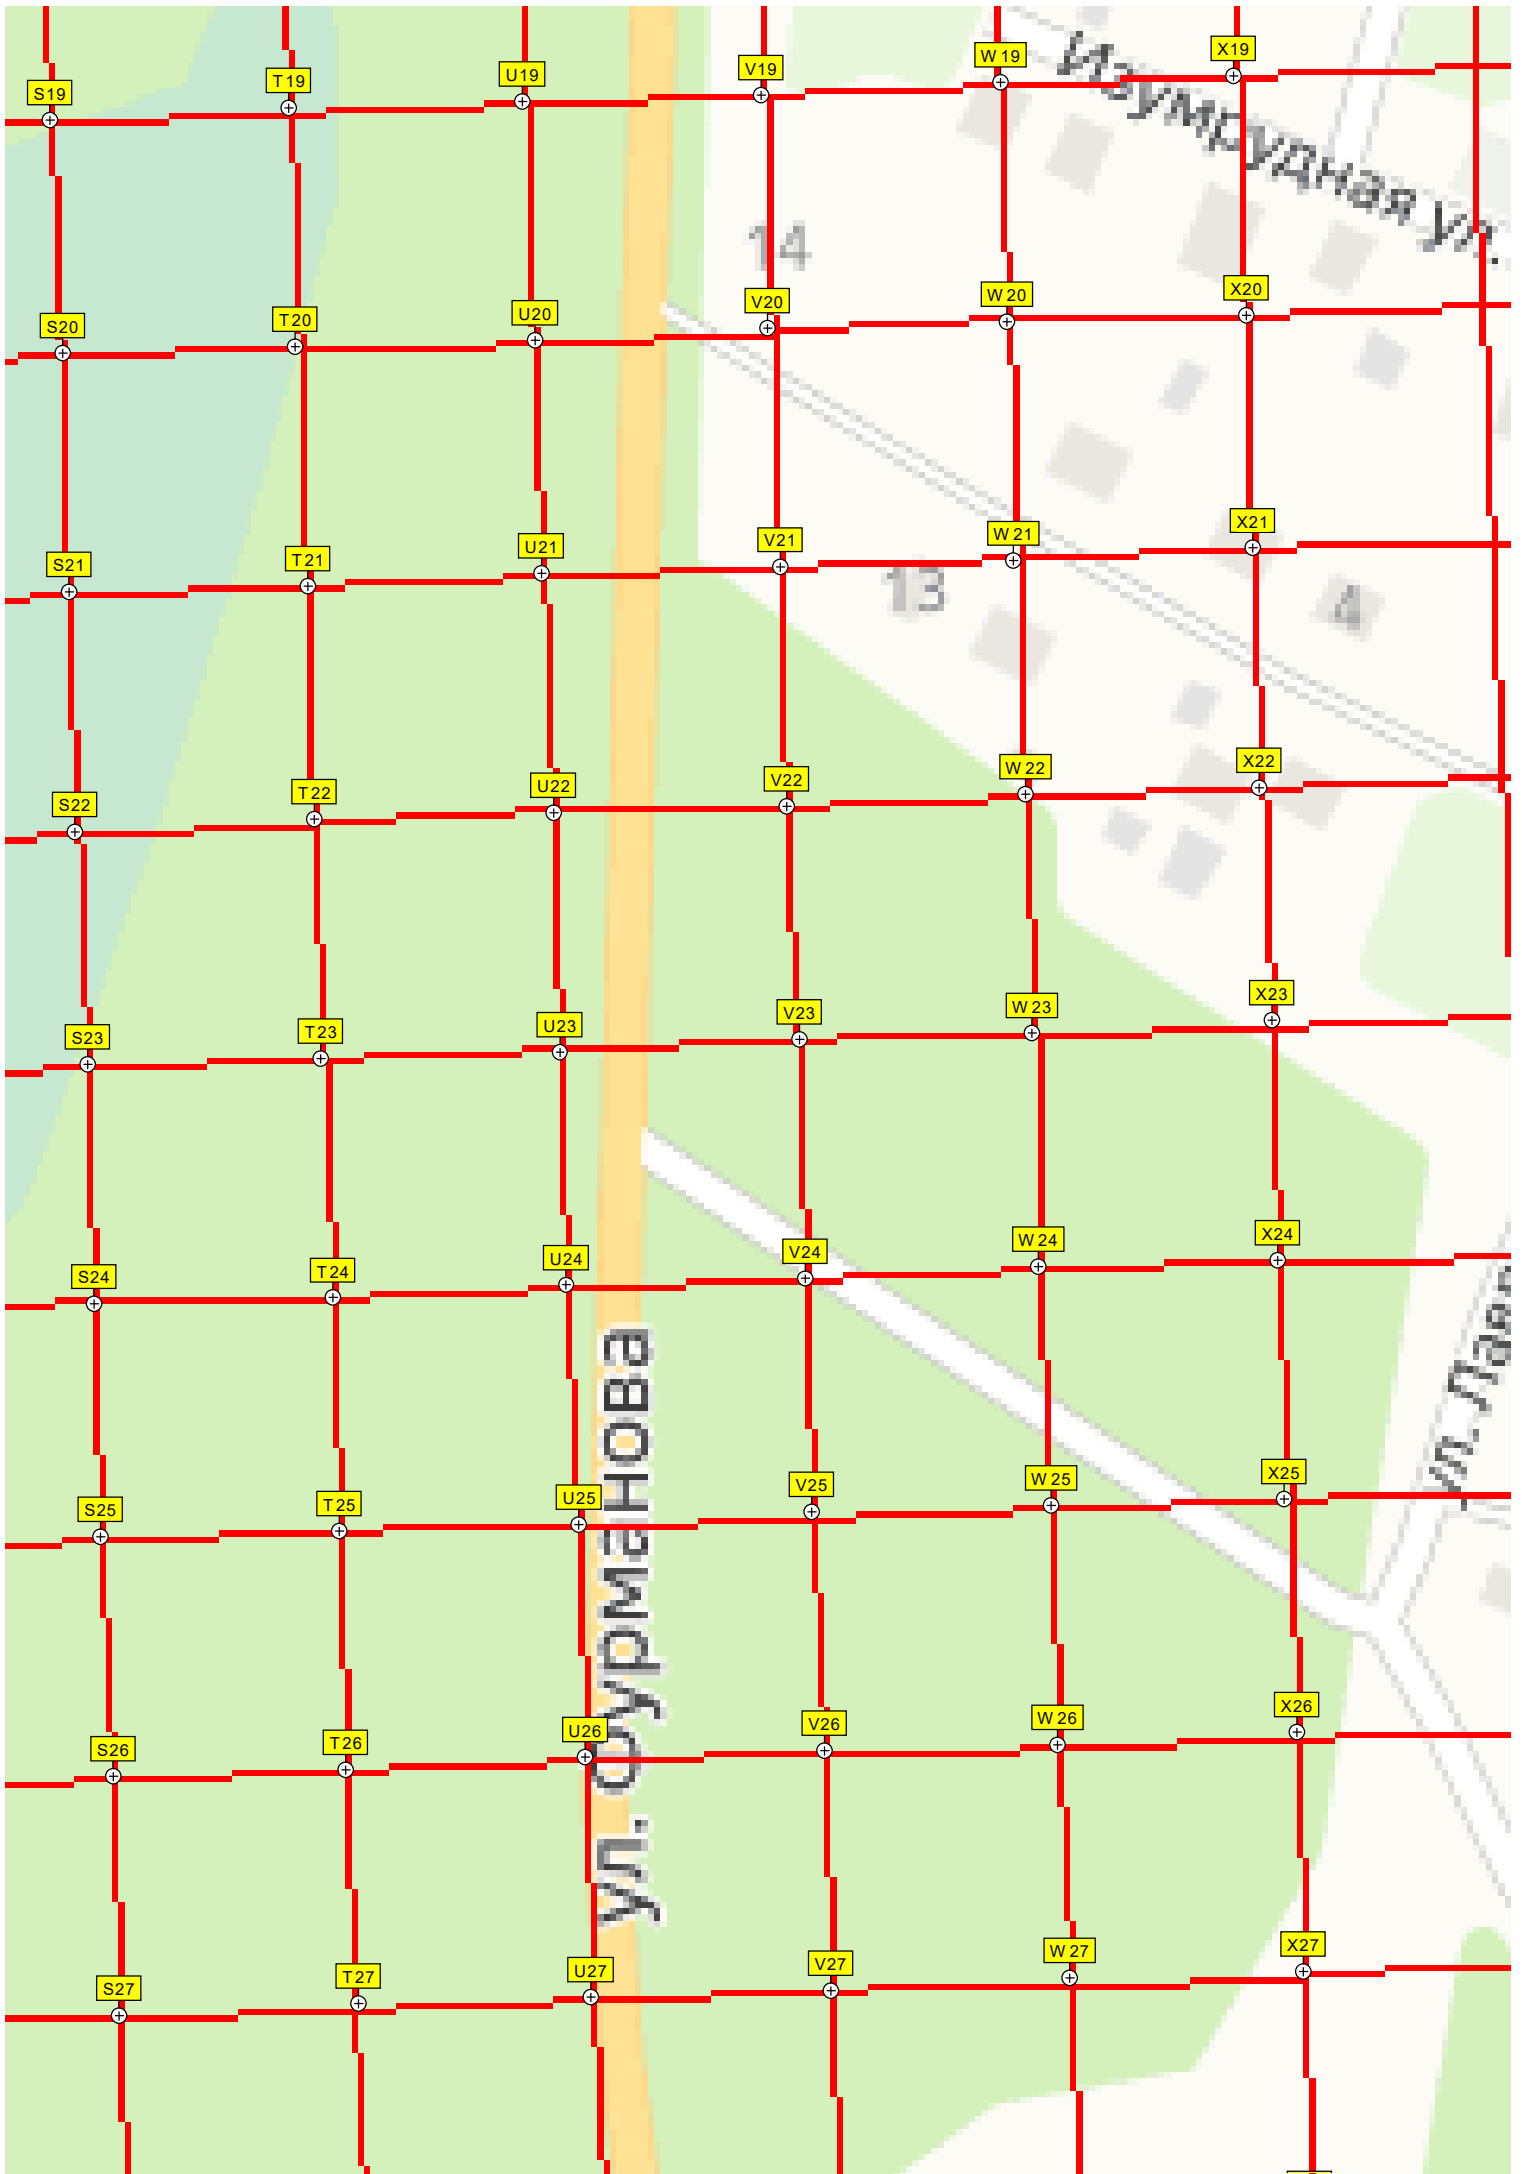 S19 T19 U19 V19 W19 X19
Изумрудная ул.
14
S20 T20 U20 V20 W20 X20
S21 T21 U21 V21 W21 X21
13
4
S22 T22 U22 V22 W22 X22
S23 T23 U23 V23 W23 X23
S24 T24 U24 V24 W24 X24
ул. Лав
S25 T25 U25 V25 W25 X25
ул. Офурманова
S26 T26 U26 V26 W26 X26
S27 T27 U27 V27 W27 X27